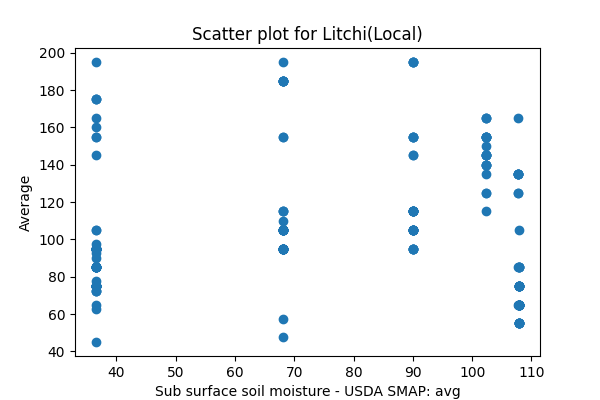 Scatter plot for Litchi(Local)
200
180
160
140
120
100
80
60
40
Average
40 50 60 70 80 90 100 110
Sub surface soil moisture - USDA SMAP: avg